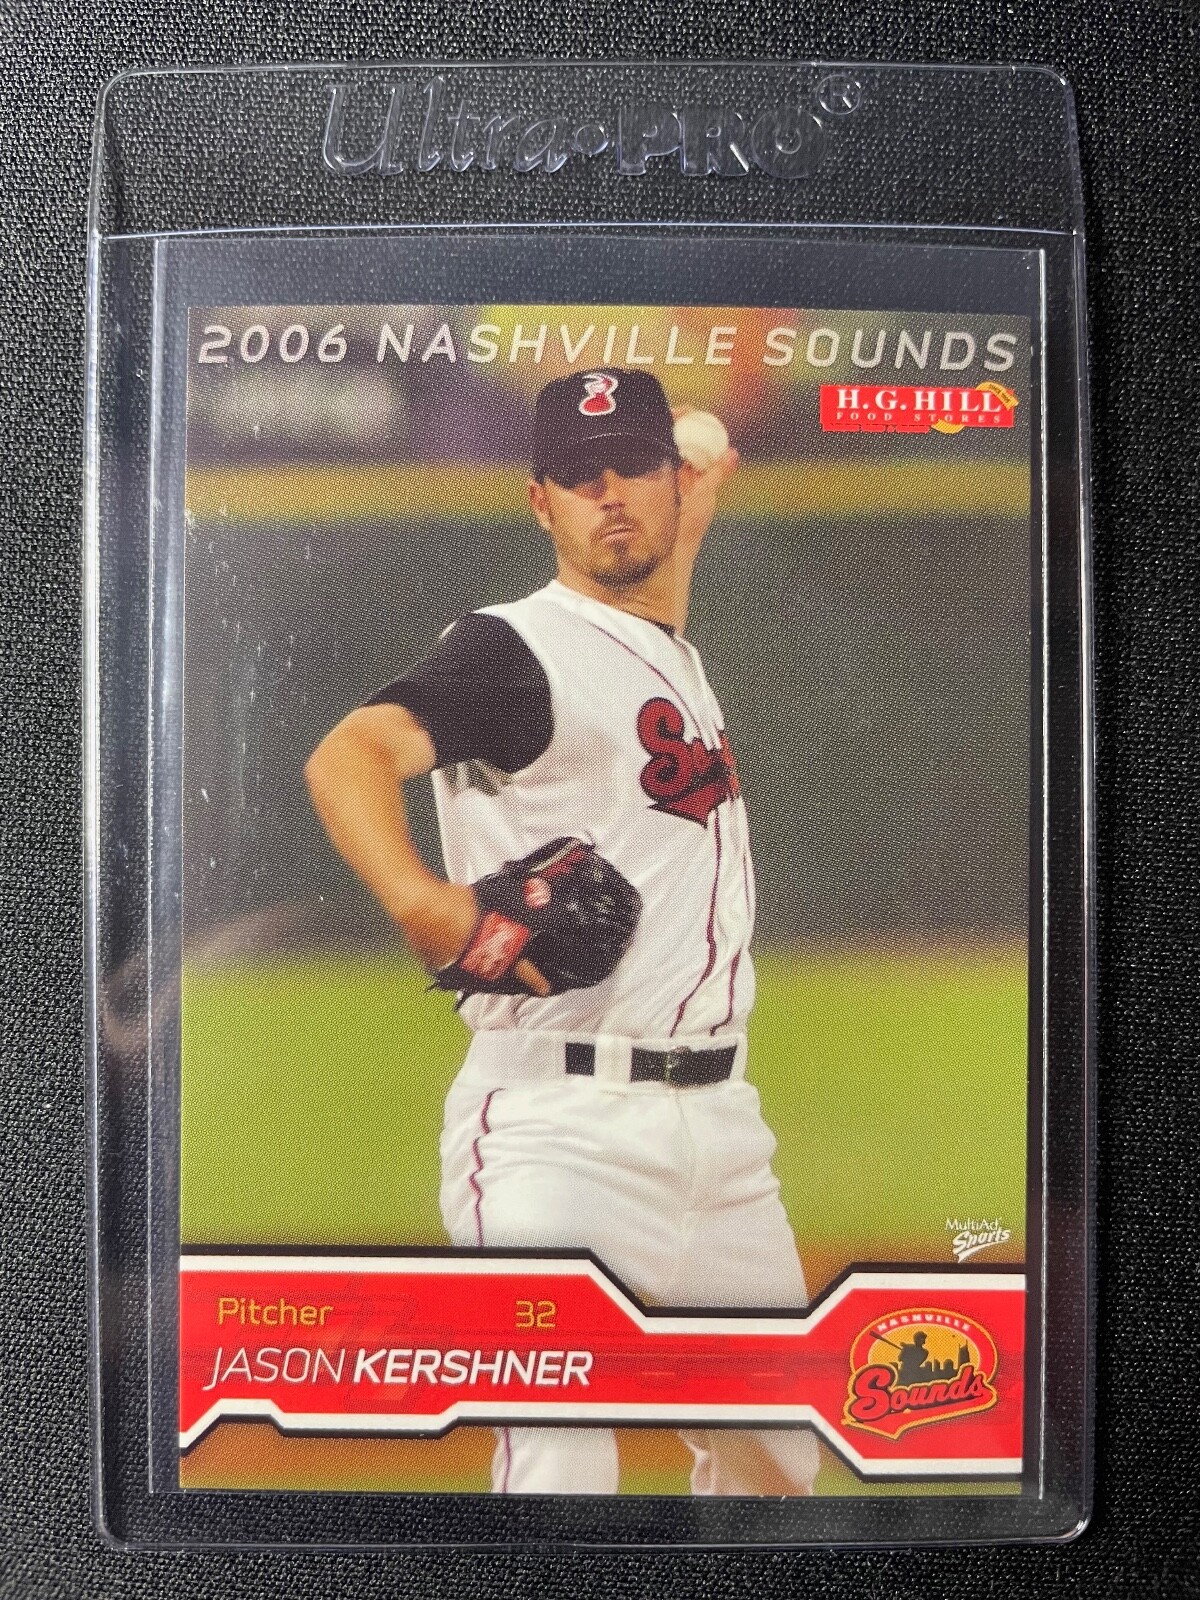 Ultra•PRO®
2006 NASHVILLE SOUNDS
H.G. HILL
FOOD STORES
MultiAd
Sports
Pitcher 32
JASON KERSHNER
NASHVILLE
Sounds